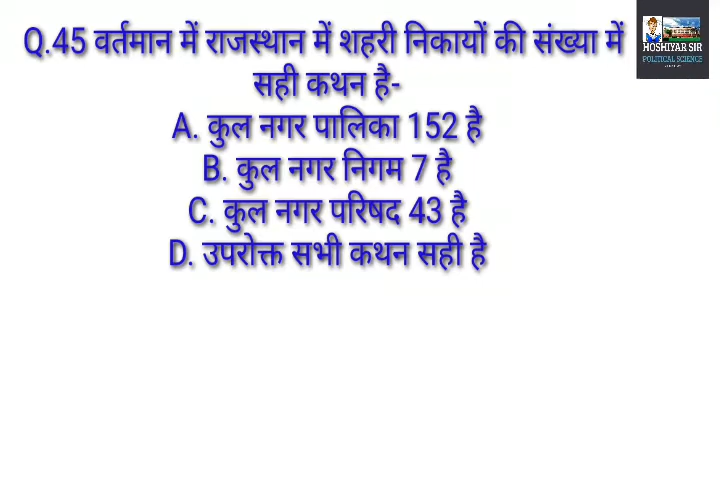 Q.45 वर्तमान में राजस्थान में शहरी निकायों की संख्या में
सही कथन है-
A. कुल नगर पालिका 152 है
B. कुल नगर निगम 7 है
C. कुल नगर परिषद 43 है
D. उपरोक्त सभी कथन सही है
HOSHIYAR SIR
POLITICAL SCIENCE